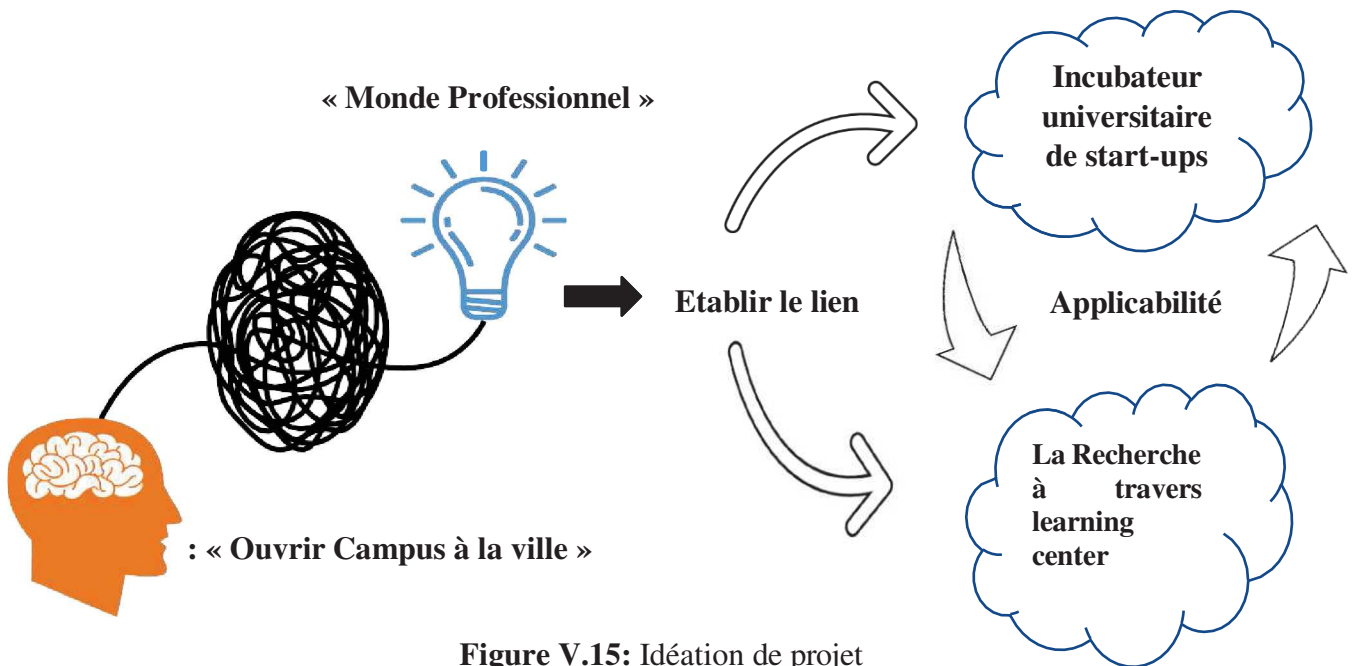 « Monde Professionnel »
Incubateur
universitaire
de start-ups
Etablir le lien
Applicabilité
: « Ouvrir Campus à la ville »
La Recherche
à travers
learning
center
Figure V.15: Idéation de projet